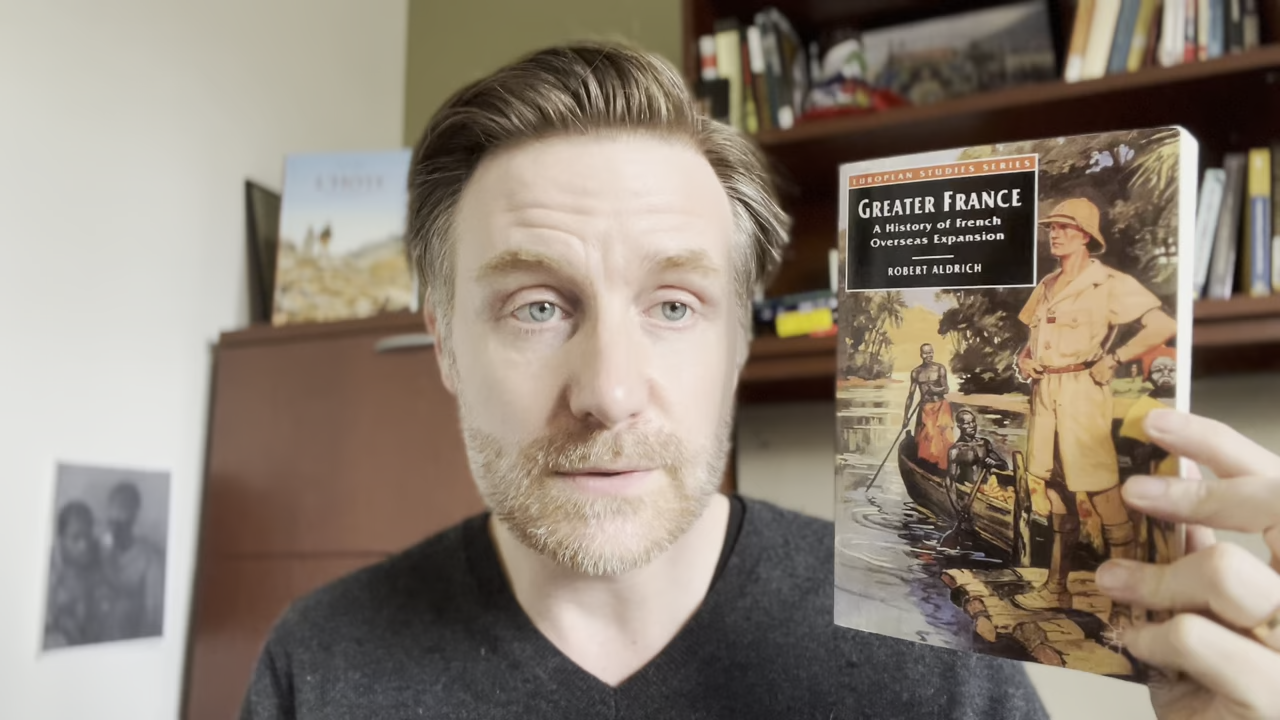 EUROPEAN STUDIES SERIES
GREATER FRANCE
A History of French
Overseas Expansion
ROBERT ALDRICH